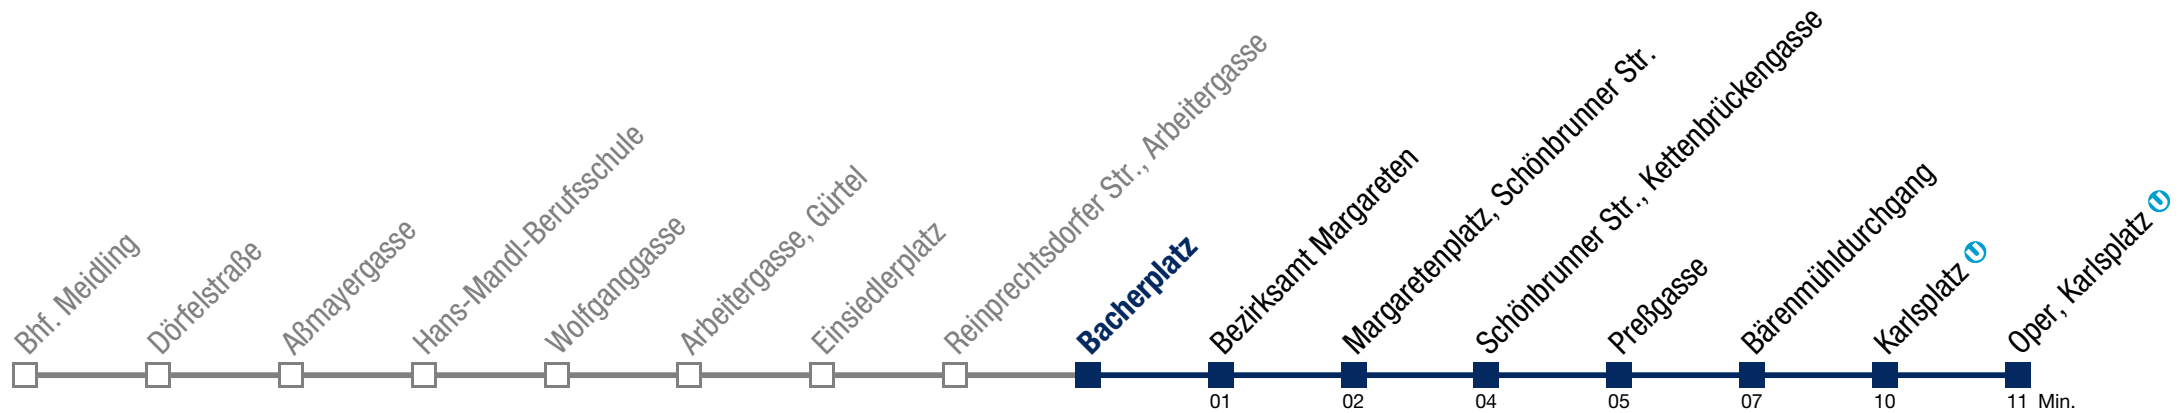 Bhf. Meidling
Dörfelstraße
Aßmayergasse
Hans-Mandl-Berufsschule
Wolfganggasse
Arbeitergasse, Gürtel
Einsiedlerplatz
Reinprechtsdorfer Str., Arbeitergasse
Bacherplatz
Bezirksamt Margareten
Margaretenplatz, Schönbrunner Str.
Schönbrunner Str., Kettenbrückengasse
Preßgasse
Bärenmühldurchgang
Karlsplatz U
Oper, Karlsplatz U
01 02 04 05 07 10 11 Min.